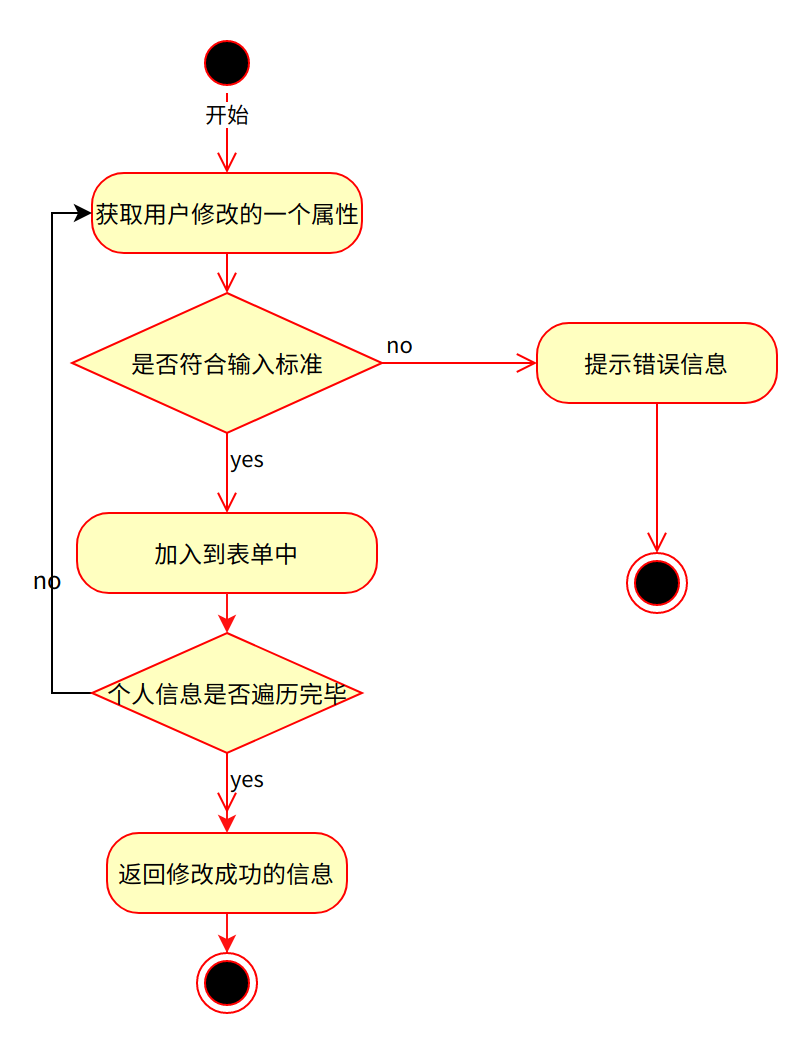 开始
获取用户修改的一个属性
是否符合输入标准
no
提示错误信息
yes
加入到表单中
no
个人信息是否遍历完毕
yes
返回修改成功的信息